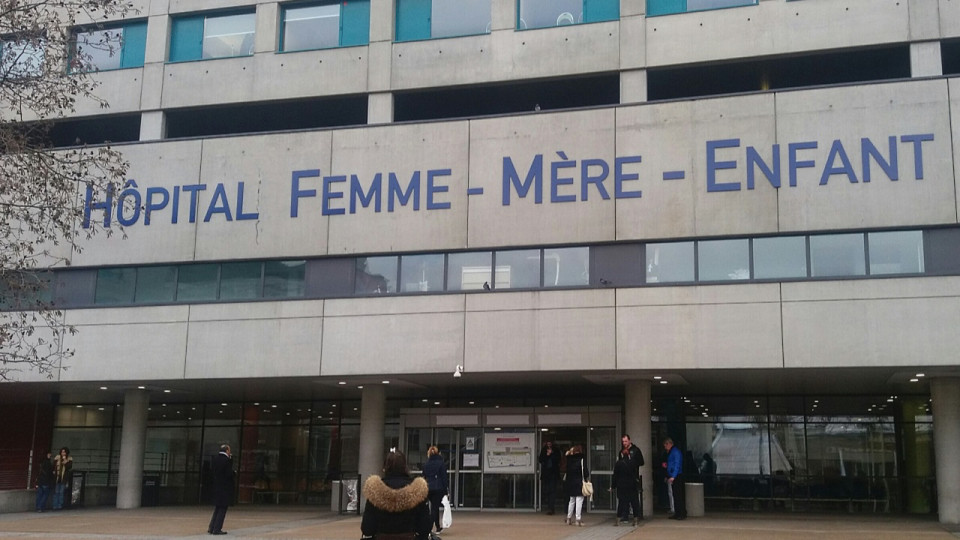 HÔPITAL FEMME - MÈRE - ENFANT